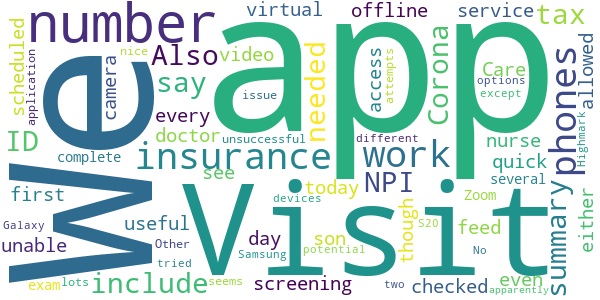 virtual
offline
service
tax
number
app
We
Also
video
scheduled
application
camera
say
needed
access
Corona
Care
options
except
phones
allowed
every
issue
attempts
doctor
unsuccessful
different
nurse
ID
complete
insurance
work
quick
Highmark
see
several
first
Visit
today
NPI
Zoom
either
useful
devices
son
though
feed
S20
summary
Galaxy
unable
Other
day
Samsung
potential
No
exam
lots
tried
include
seems
screening
two
checked
even
apparently
nice